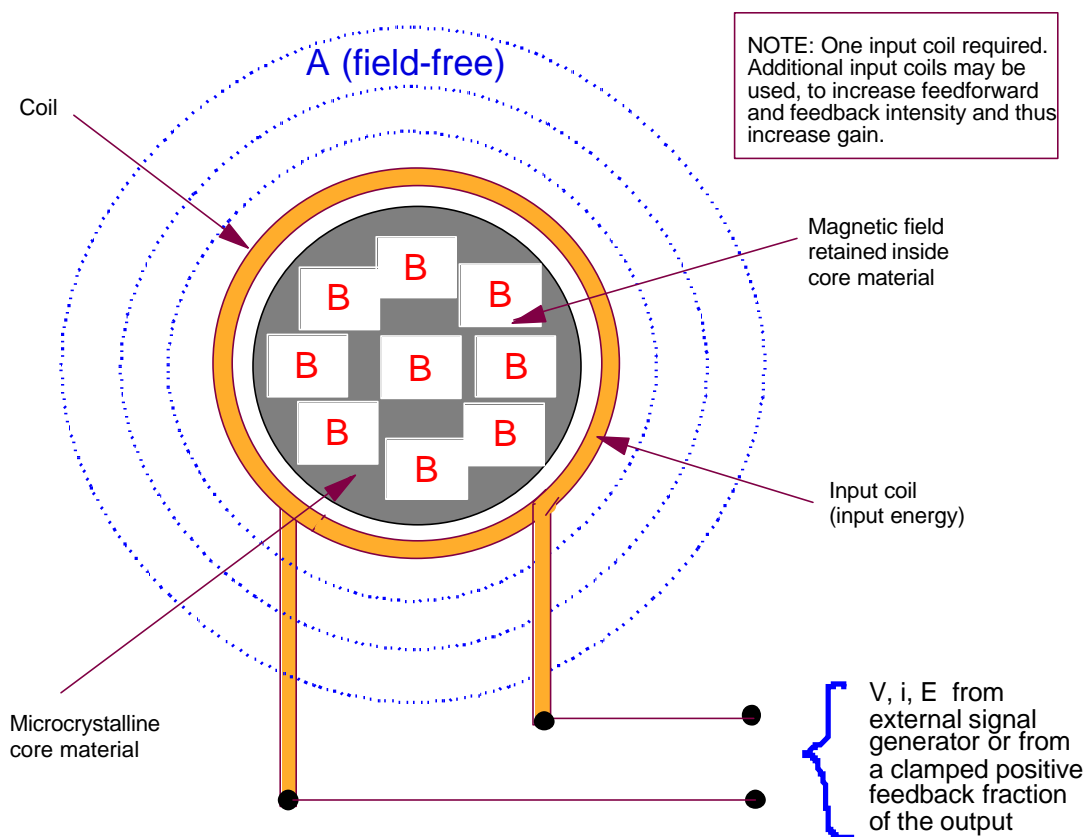 A (field-free)
NOTE: One input coil required.
Additional input coils may be
used, to increase feedforward
and feedback intensity and thus
increase gain.
Coil
Magnetic field
retained inside
core material
B
B
B
B
B
B
B
B
B
Input coil
(input energy)
Microcrystalline
core material
V, i, E from
external signal
generator or from
a clamped positive
feedback fraction
of the output